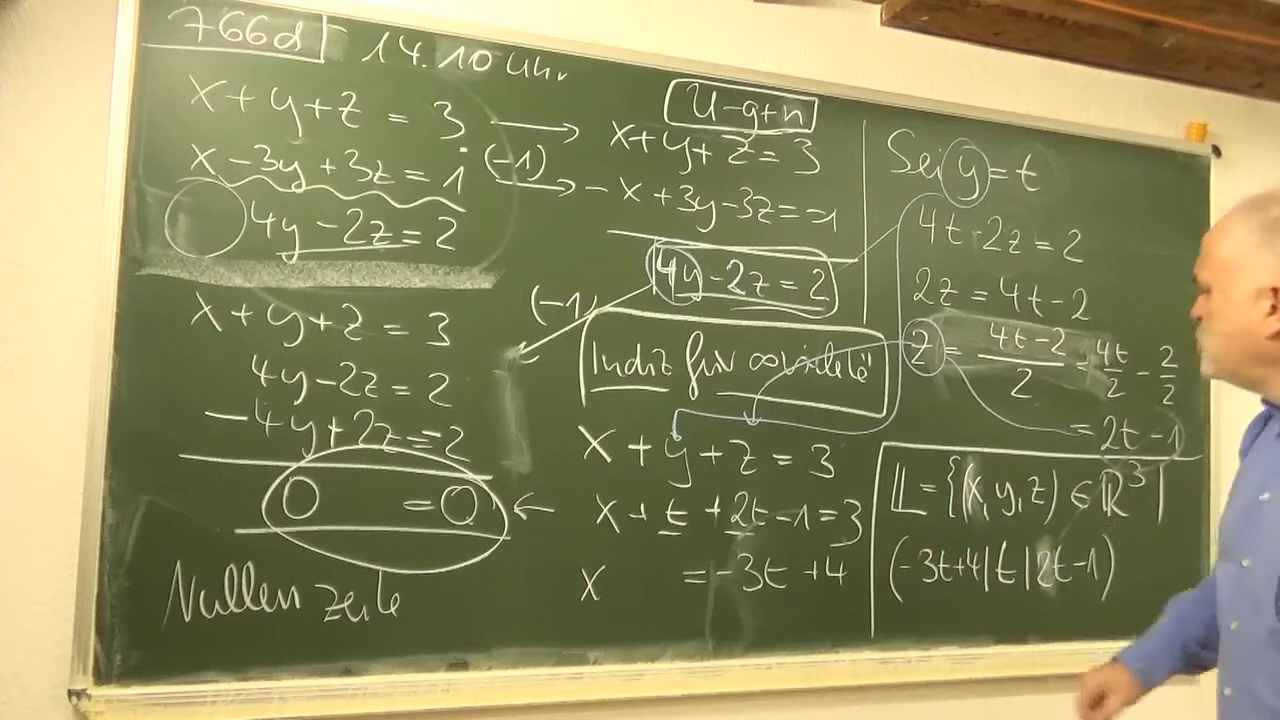 766d 14.10 Uhr
x + y + z = 3
x - 3y + 3z = 1
4y - 2z = 2
x + y + z = 3
4y - 2z = 2
-4y + 2z = -2
0 = 0 ←
Nullenzeile
U-g+n
→ x + y + z = 3
(-1) → -x + 3y - 3z = -1
4y - 2z = 2
(-1)
Indiz für ∞ viele
x + y + z = 3
x + t + 2t - 1 = 3
x = -3t + 4
Sei y = t
4t - 2z = 2
2z = 4t - 2
z = (4t - 2)/2 = 4t/2 - 2/2
= 2t - 1
𝕃 = {(x, y, z) ∈ ℝ³ |
(-3t+4 | t | 2t-1)